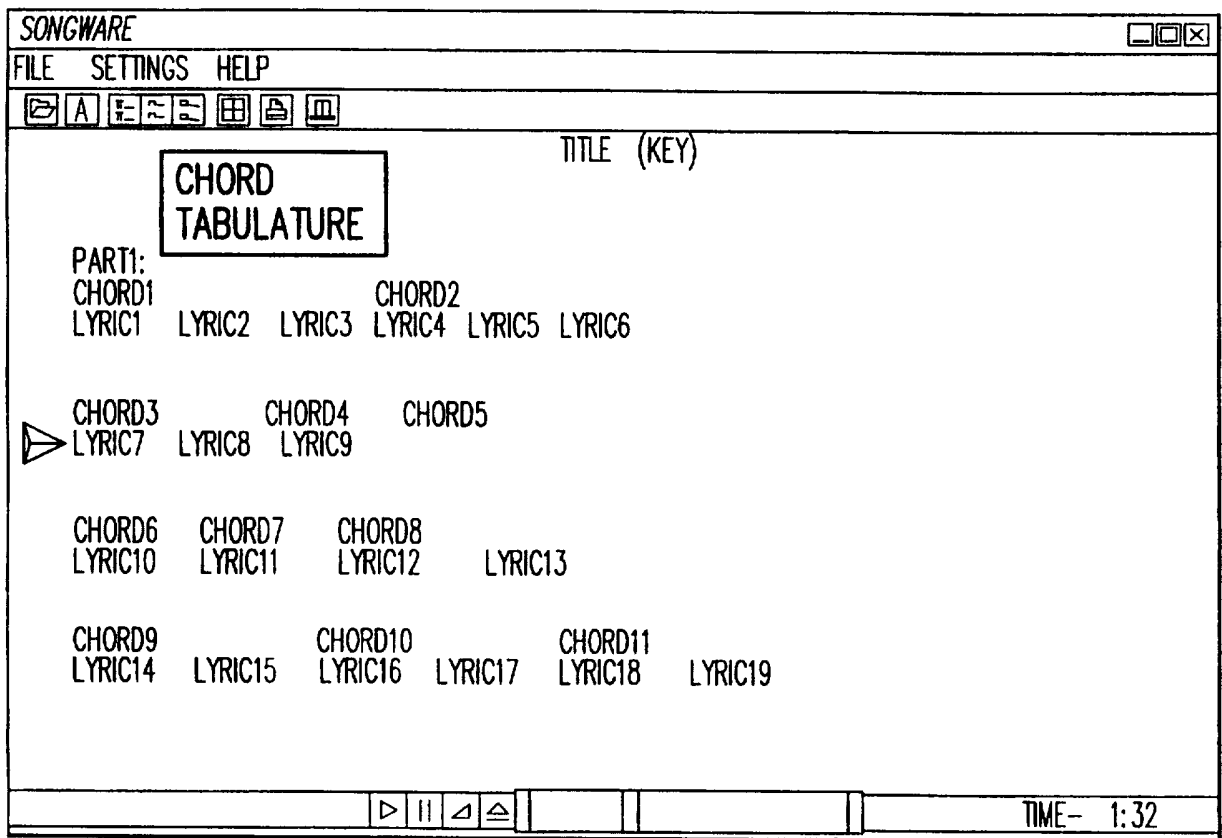 SONGWARE
FILE SETTINGS HELP
A
TITLE (KEY)
CHORD
TABULATURE
PART1:
CHORD1 CHORD2
LYRIC1 LYRIC2 LYRIC3 LYRIC4 LYRIC5 LYRIC6
CHORD3 CHORD4 CHORD5
LYRIC7 LYRIC8 LYRIC9
CHORD6 CHORD7 CHORD8
LYRIC10 LYRIC11 LYRIC12 LYRIC13
CHORD9 CHORD10 CHORD11
LYRIC14 LYRIC15 LYRIC16 LYRIC17 LYRIC18 LYRIC19
TIME- 1:32